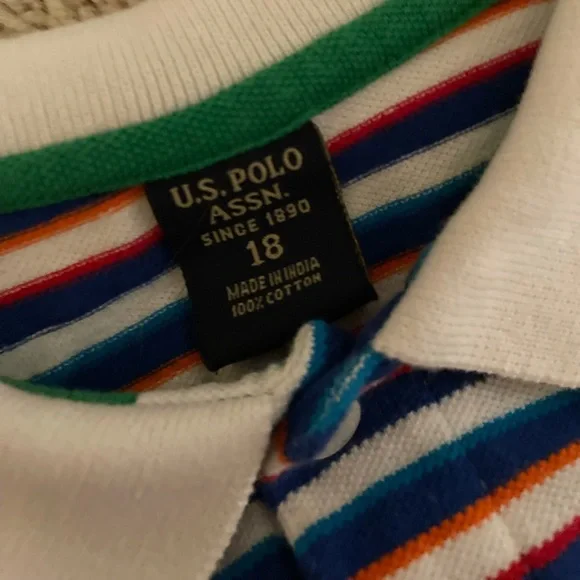 U.S. POLO
ASSN.
SINCE 1890
18
MADE IN INDIA
100% COTTON